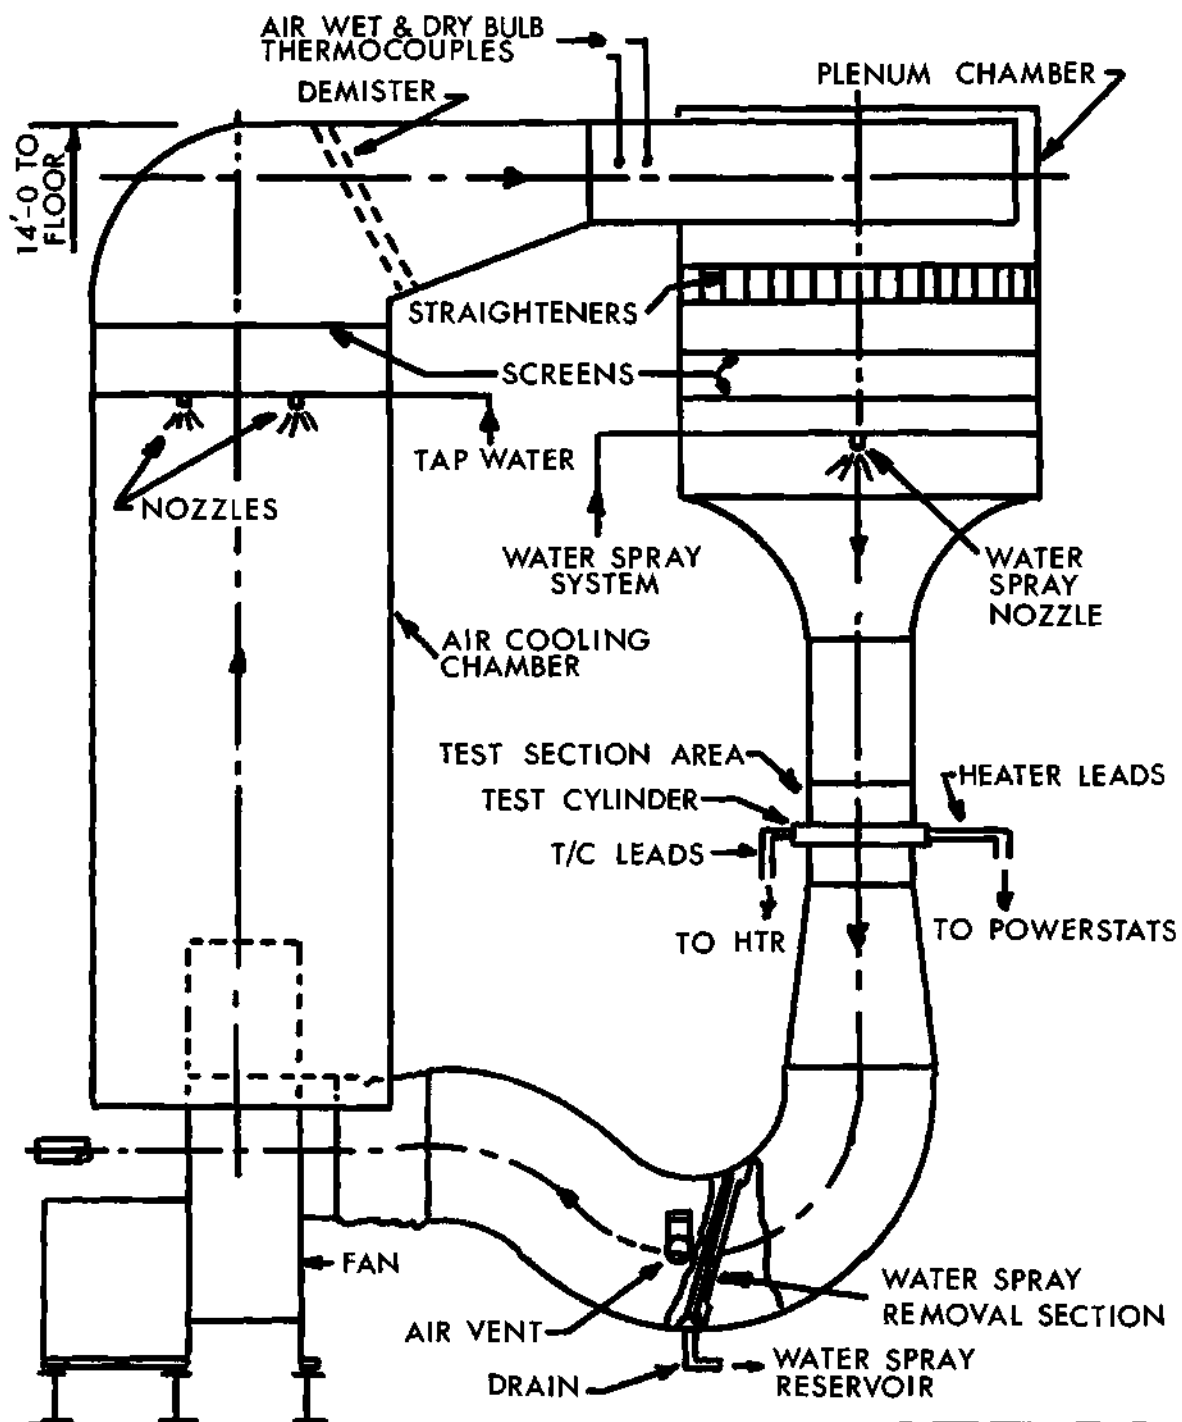 AIR WET & DRY BULB
THERMOCOUPLES
DEMISTER
PLENUM CHAMBER
14'-0 TO
FLOOR
STRAIGHTENERS
SCREENS
TAP WATER
NOZZLES
WATER SPRAY
SYSTEM
WATER
SPRAY
NOZZLE
AIR COOLING
CHAMBER
TEST SECTION AREA
HEATER LEADS
TEST CYLINDER
T/C LEADS
TO HTR
TO POWERSTATS
FAN
WATER SPRAY
REMOVAL SECTION
AIR VENT
WATER SPRAY
RESERVOIR
DRAIN